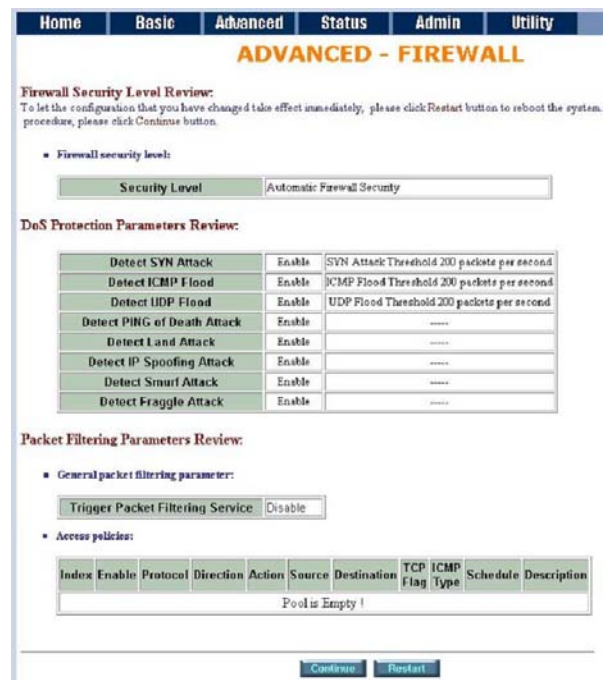 Home Basic Advanced Status Admin Utility
ADVANCED - FIREWALL
Firewall Security Level Review:
To let the configuration that you have changed take effect immediately, please click Restart button to reboot the system.
procedure, please click Continue button.
Firewall security level:
Security Level Automatic Firewall Security
DoS Protection Parameters Review:
Detect SYN Attack Enable SYN Attack Threshold 200 packets per second
Detect ICMP Flood Enable ICMP Flood Threshold 200 packets per second
Detect UDP Flood Enable UDP Flood Threshold 200 packets per second
Detect PING of Death Attack Enable -----
Detect Land Attack Enable -----
Detect IP Spoofing Attack Enable -----
Detect Smurf Attack Enable -----
Detect Fraggle Attack Enable -----
Packet Filtering Parameters Review:
General packet filtering parameter:
Trigger Packet Filtering Service Disable
Access policies:
Index Enable Protocol Direction Action Source Destination TCP Flag ICMP Type Schedule Description
Pool is Empty !
Continue Restart